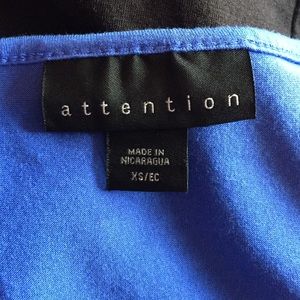 attention
MADE IN
NICARAGUA
XS/EC